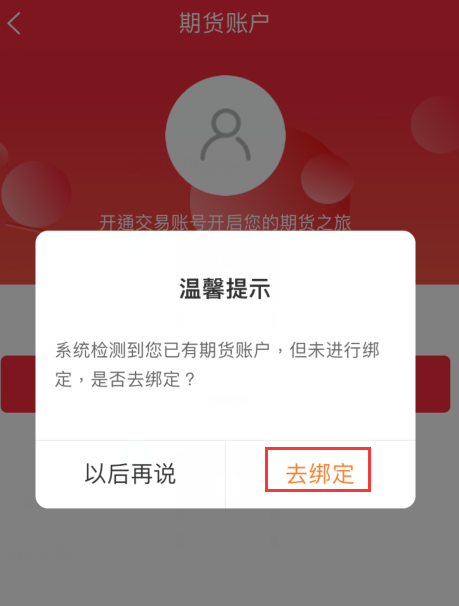 期货账户
开通交易账号开启您的期货之旅
温馨提示
系统检测到您已有期货账户，但未进行绑
定，是否去绑定？
以后再说
去绑定